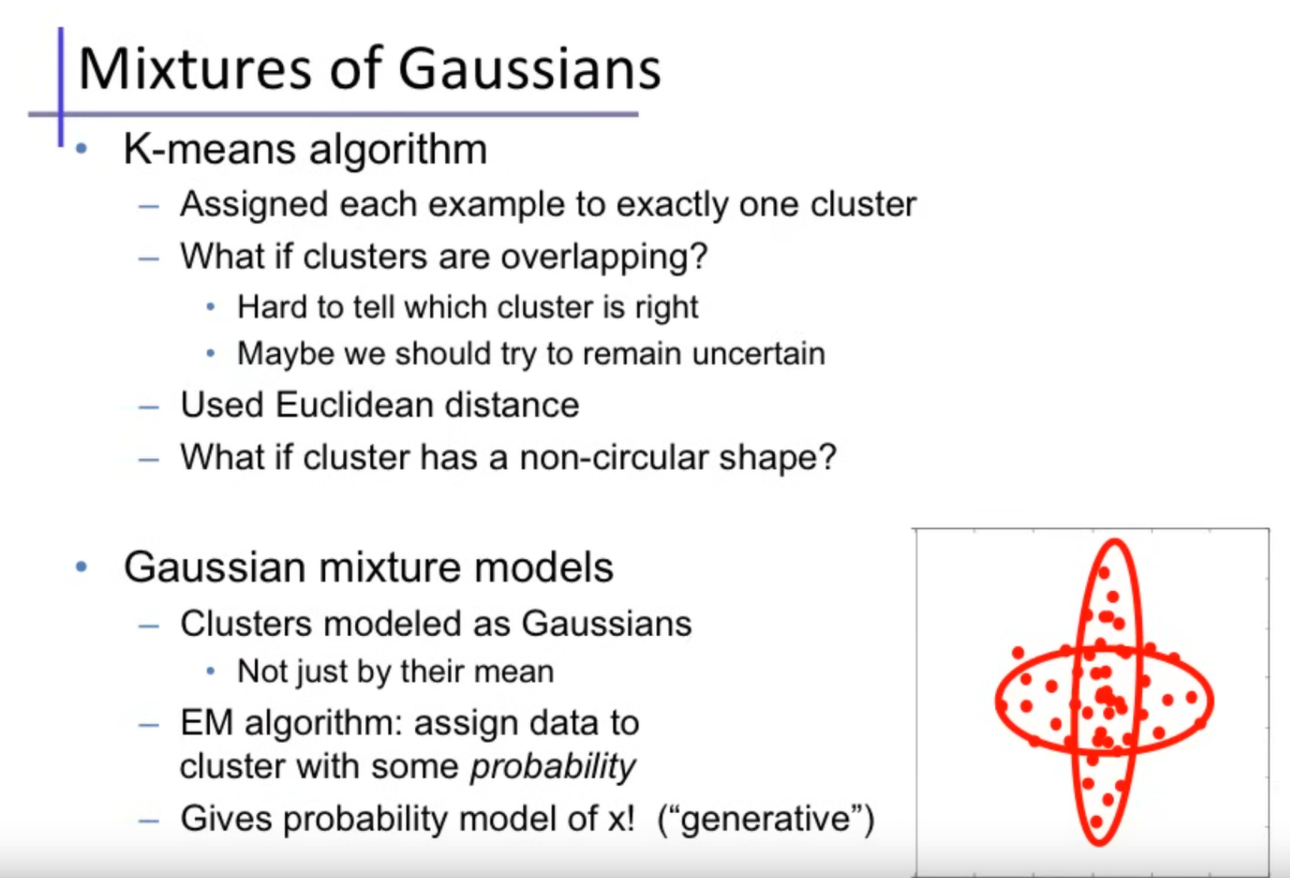 Mixtures of Gaussians
• K-means algorithm
– Assigned each example to exactly one cluster
– What if clusters are overlapping?
• Hard to tell which cluster is right
• Maybe we should try to remain uncertain
– Used Euclidean distance
– What if cluster has a non-circular shape?
• Gaussian mixture models
– Clusters modeled as Gaussians
• Not just by their mean
– EM algorithm: assign data to
cluster with some probability
– Gives probability model of x! (“generative”)